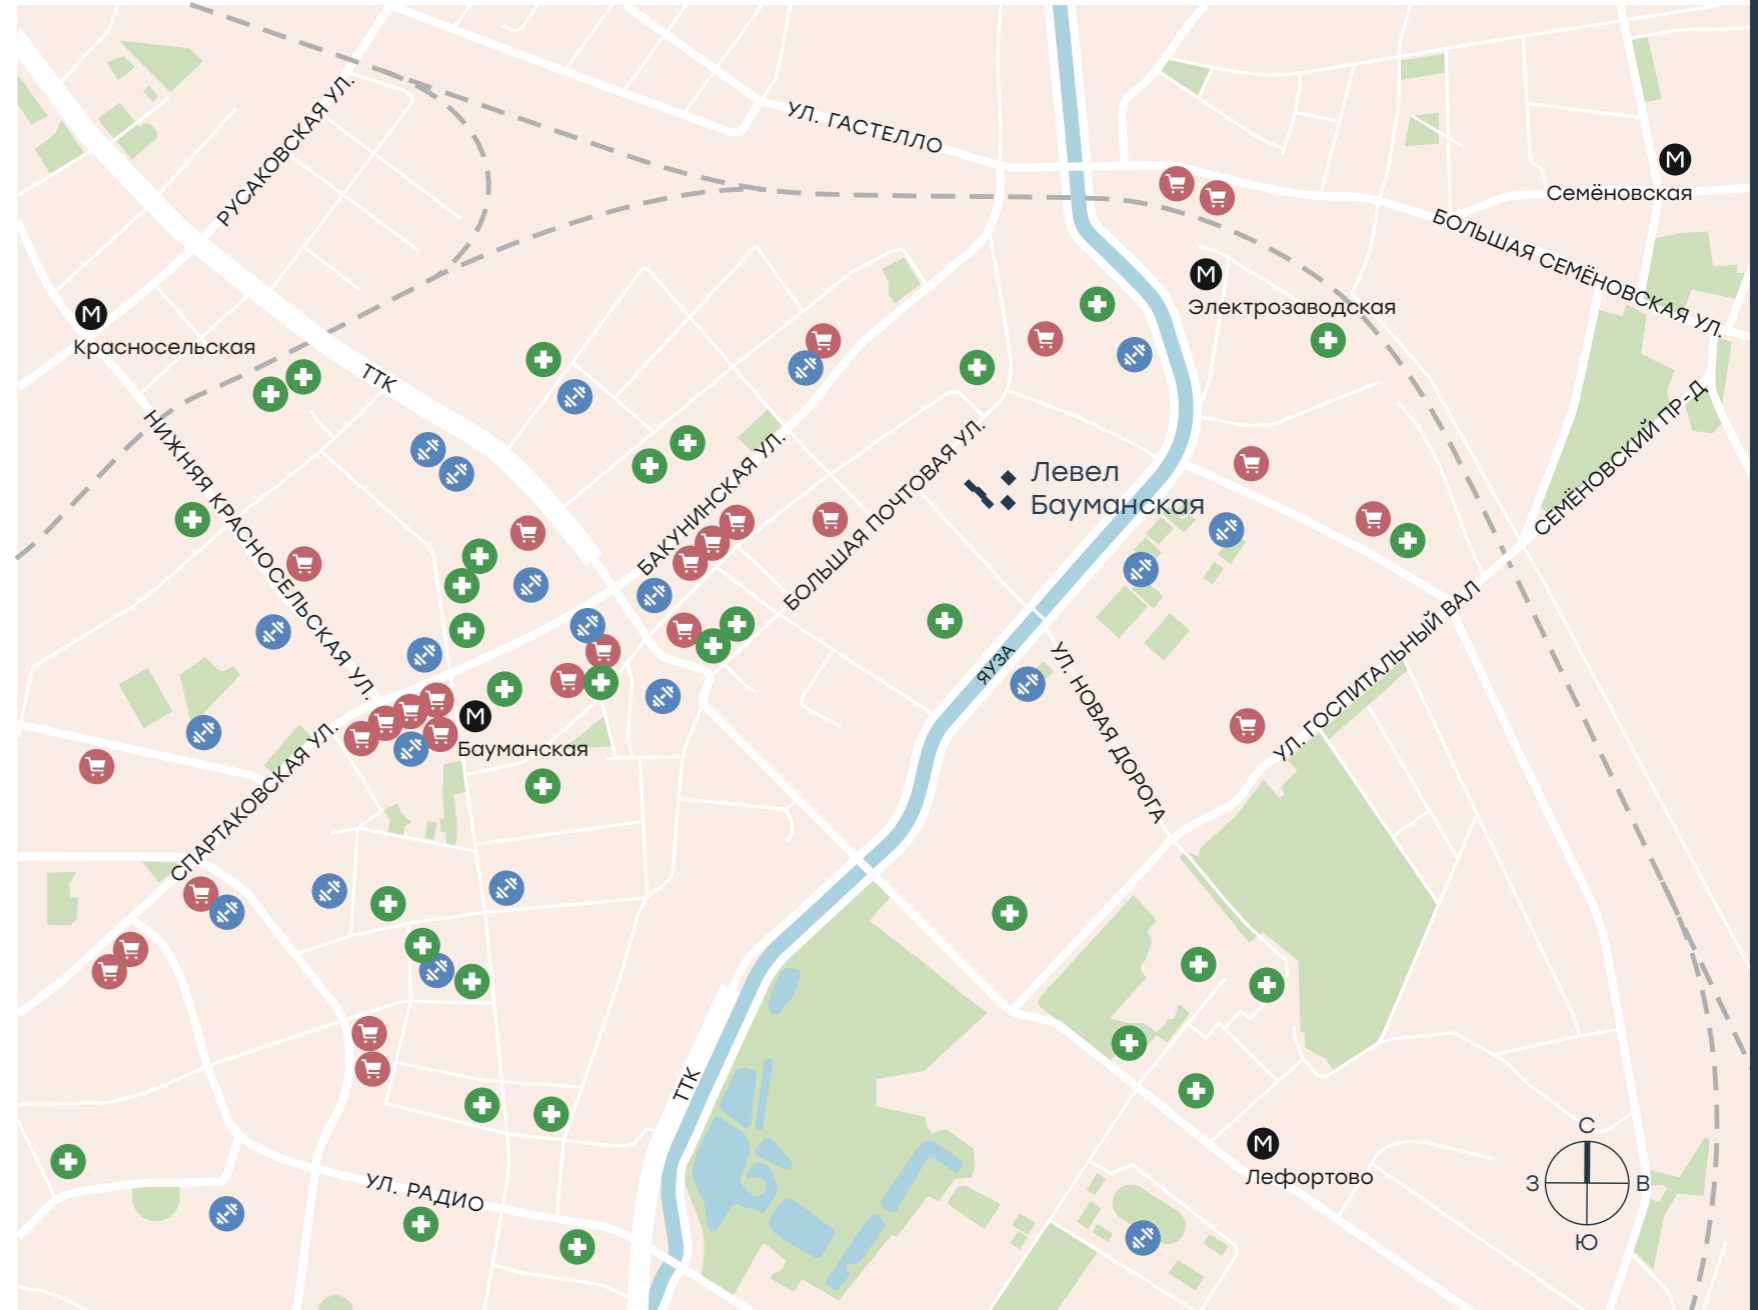 УЛ. ГАСТЕЛЛО
РУСАКОВСКАЯ УЛ.
М
Семёновская
БОЛЬШАЯ СЕМЁНОВСКАЯ УЛ.
М
Электрозаводская
М
Красносельская
ТТК
НИЖНЯЯ КРАСНОСЕЛЬСКАЯ УЛ.
БАКУНИНСКАЯ УЛ.
БОЛЬШАЯ ПОЧТОВАЯ УЛ.
Левел
Бауманская
СЕМЁНОВСКИЙ ПР-Д
ЯУЗА
УЛ. НОВАЯ ДОРОГА
УЛ. ГОСПИТАЛЬНЫЙ ВАЛ
М
Бауманская
СПАРТАКОВСКАЯ УЛ.
ТТК
М
Лефортово
УЛ. РАДИО
С
З
В
Ю